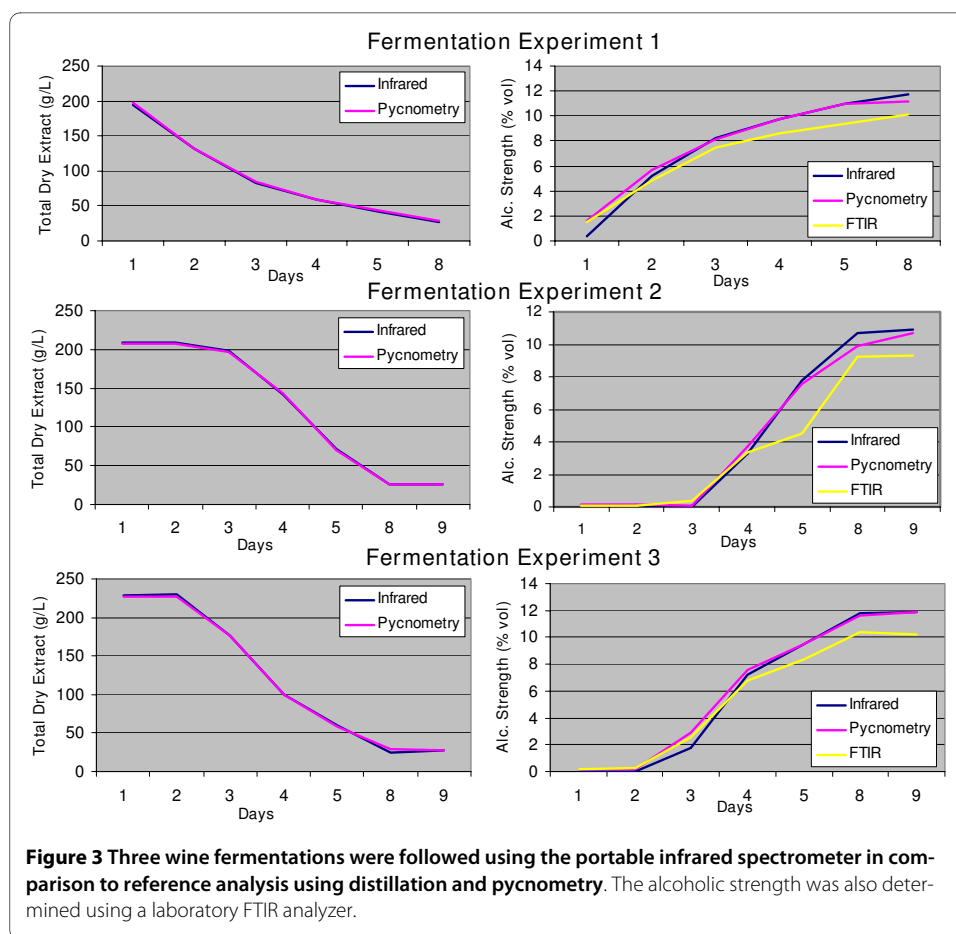 Fermentation Experiment 1
Total Dry Extract (g/L)
250
200
150
100
50
0
1 2 3 4 5 8
Days
Infrared
Pycnometry
Alc. Strength (% vol)
14
12
10
8
6
4
2
0
1 2 3 4 5 8
Days
Infrared
Pycnometry
FTIR
Fermentation Experiment 2
Total Dry Extract (g/L)
250
200
150
100
50
0
1 2 3 4 5 8 9
Days
Infrared
Pycnometry
Alc. Strength (% vol)
12
10
8
6
4
2
0
1 2 3 4 5 8 9
Days
Infrared
Pycnometry
FTIR
Fermentation Experiment 3
Total Dry Extract (g/L)
250
200
150
100
50
0
1 2 3 4 5 8 9
Days
Infrared
Pycnometry
Alc. Strength (% vol)
14
12
10
8
6
4
2
0
1 2 3 4 5 8 9
Days
Infrared
Pycnometry
FTIR
Figure 3 Three wine fermentations were followed using the portable infrared spectrometer in com-
parison to reference analysis using distillation and pycnometry. The alcoholic strength was also deter-
mined using a laboratory FTIR analyzer.